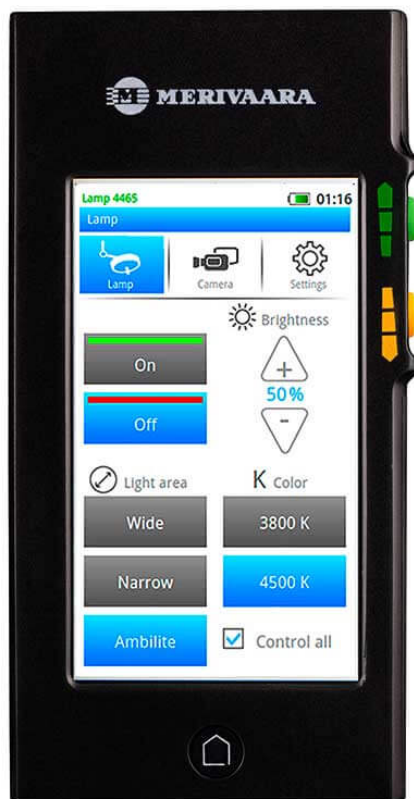 M MERIVAARA
Lamp 4465 01:16
Lamp
Lamp Camera Settings
Brightness
On
+
50%
Off
-
Light area K Color
Wide 3800 K
Narrow 4500 K
Ambilite Control all